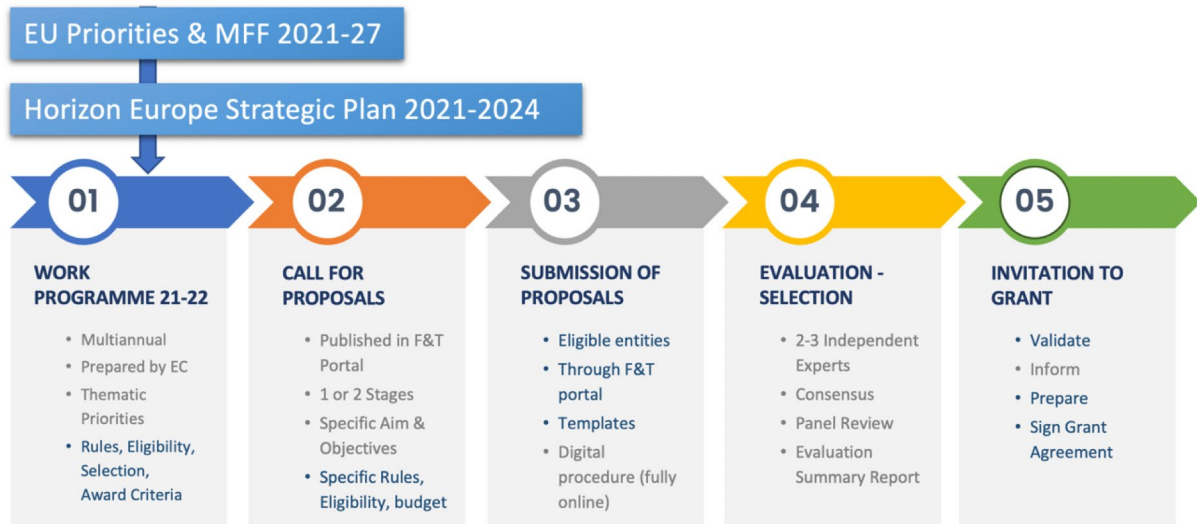 EU Priorities & MFF 2021-27
Horizon Europe Strategic Plan 2021-2024
01
WORK
PROGRAMME 21-22
• Multiannual
• Prepared by EC
• Thematic
Priorities
• Rules, Eligibility,
Selection,
Award Criteria
02
CALL FOR
PROPOSALS
• Published in F&T
Portal
• 1 or 2 Stages
• Specific Aim &
Objectives
• Specific Rules,
Eligibility, budget
03
SUBMISSION OF
PROPOSALS
• Eligible entities
• Through F&T
portal
• Templates
• Digital
procedure (fully
online)
04
EVALUATION -
SELECTION
• 2-3 Independent
Experts
• Consensus
• Panel Review
• Evaluation
Summary Report
05
INVITATION TO
GRANT
• Validate
• Inform
• Prepare
• Sign Grant
Agreement